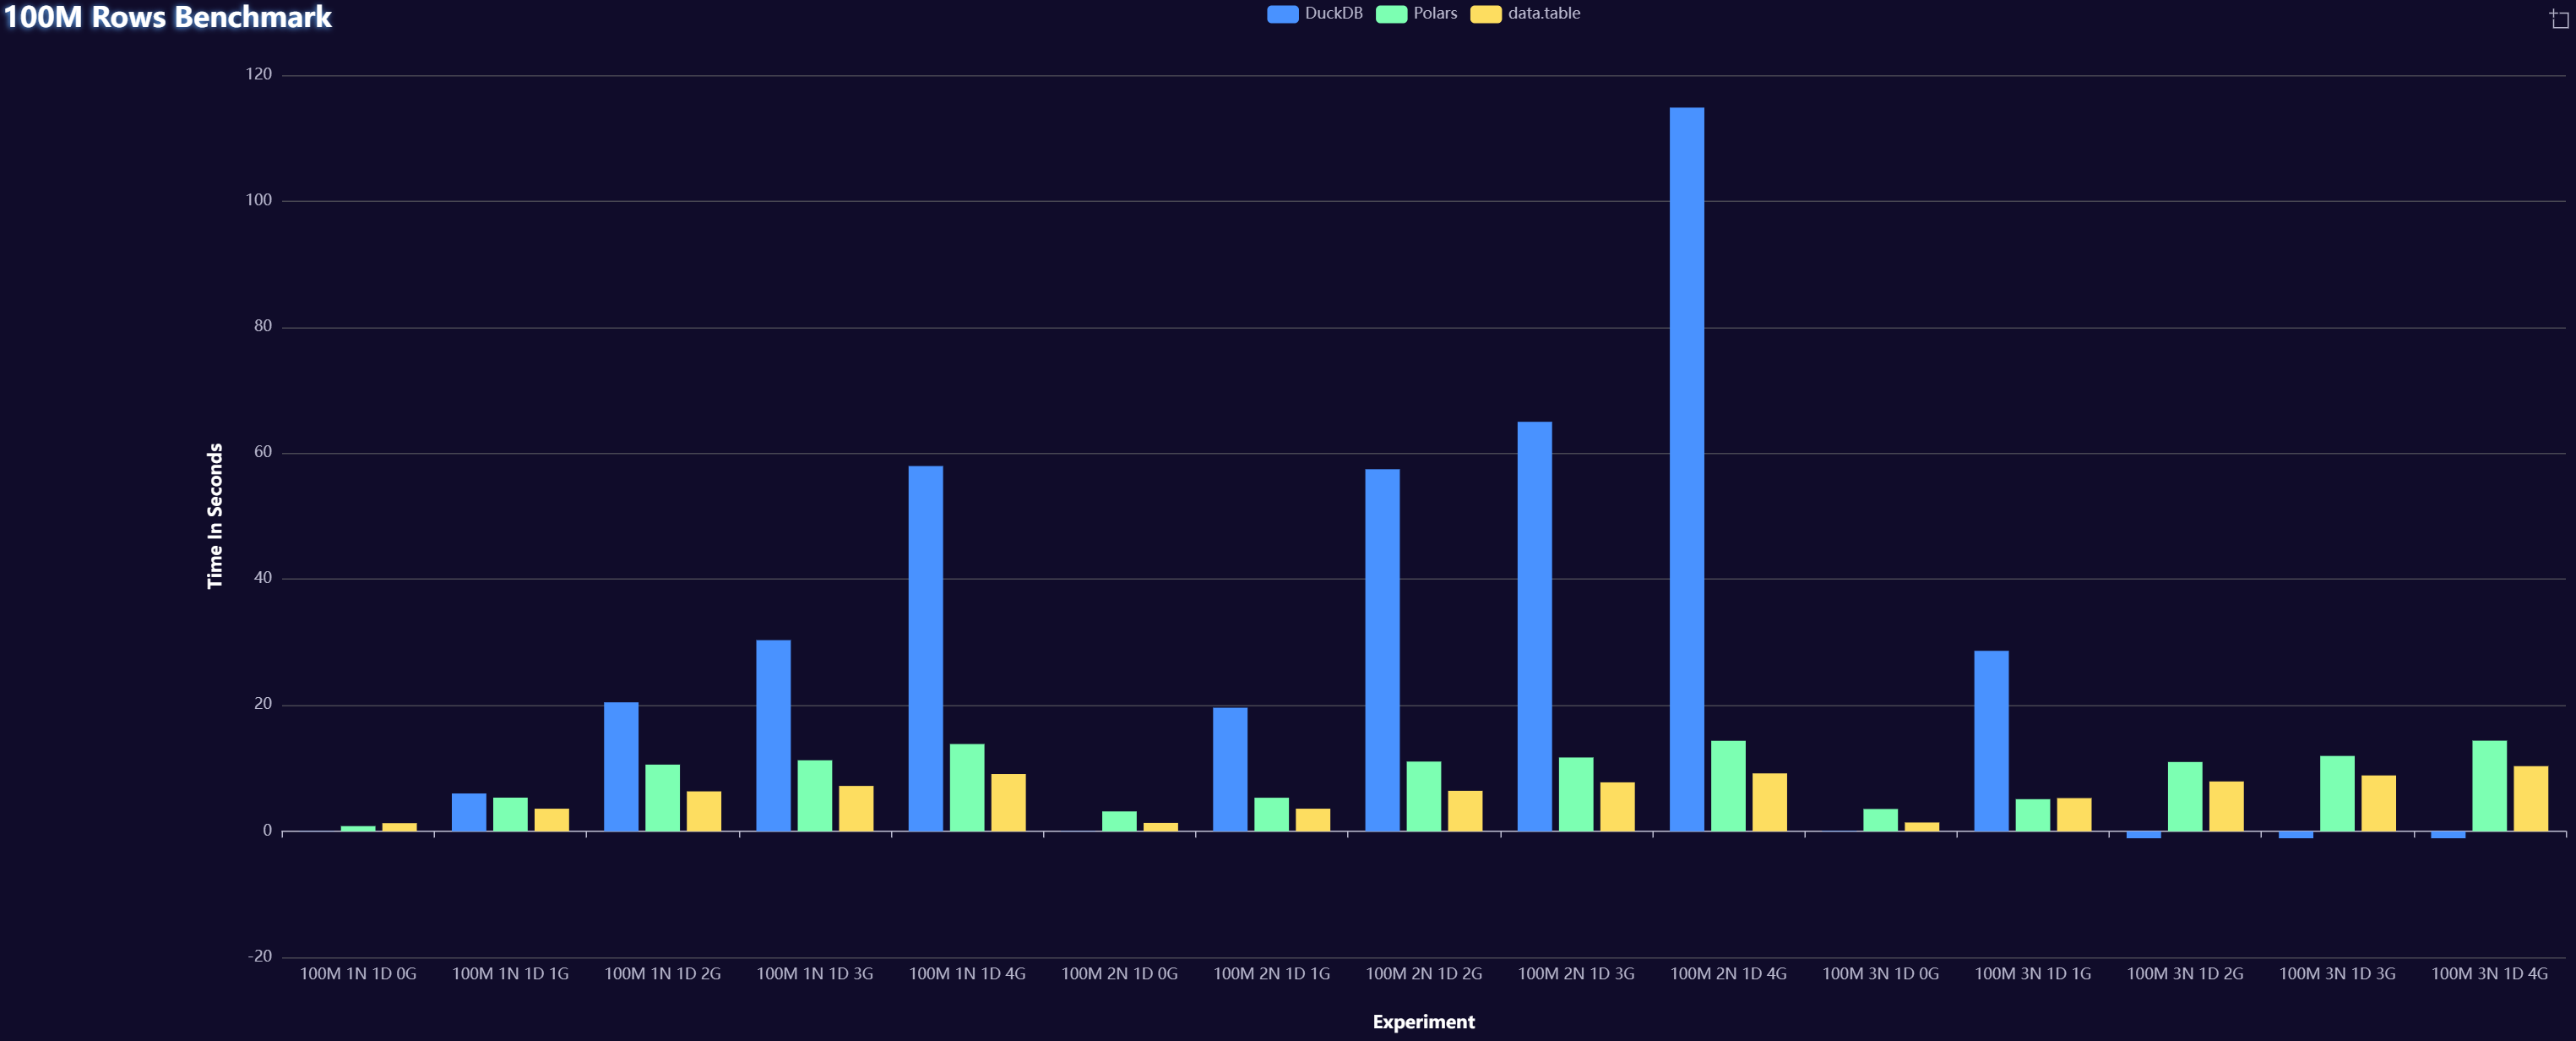 100M Rows Benchmark
DuckDB Polars data.table
120
100
80
60
40
20
0
-20
Time In Seconds
100M 1N 1D 0G 100M 1N 1D 1G 100M 1N 1D 2G 100M 1N 1D 3G 100M 1N 1D 4G 100M 2N 1D 0G 100M 2N 1D 1G 100M 2N 1D 2G 100M 2N 1D 3G 100M 2N 1D 4G 100M 3N 1D 0G 100M 3N 1D 1G 100M 3N 1D 2G 100M 3N 1D 3G 100M 3N 1D 4G
Experiment